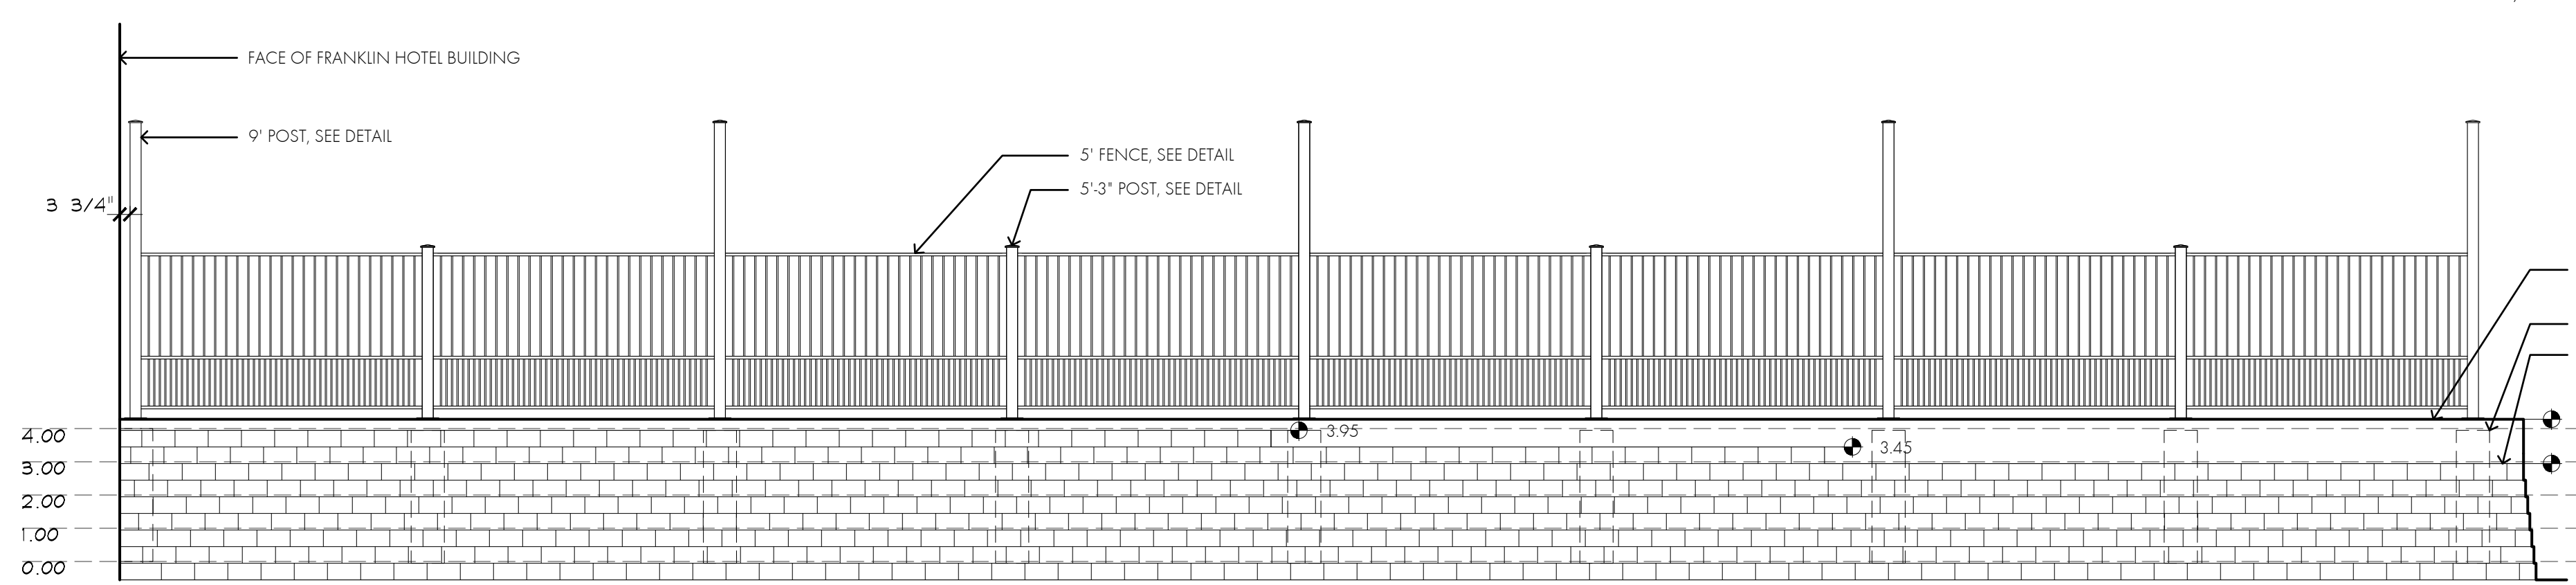 FACE OF FRANKLIN HOTEL BUILDING
9' POST, SEE DETAIL
5' FENCE, SEE DETAIL
5'-3" POST, SEE DETAIL
3 3/4"
4.00
3.95
3.45
3.00
2.00
1.00
0.00